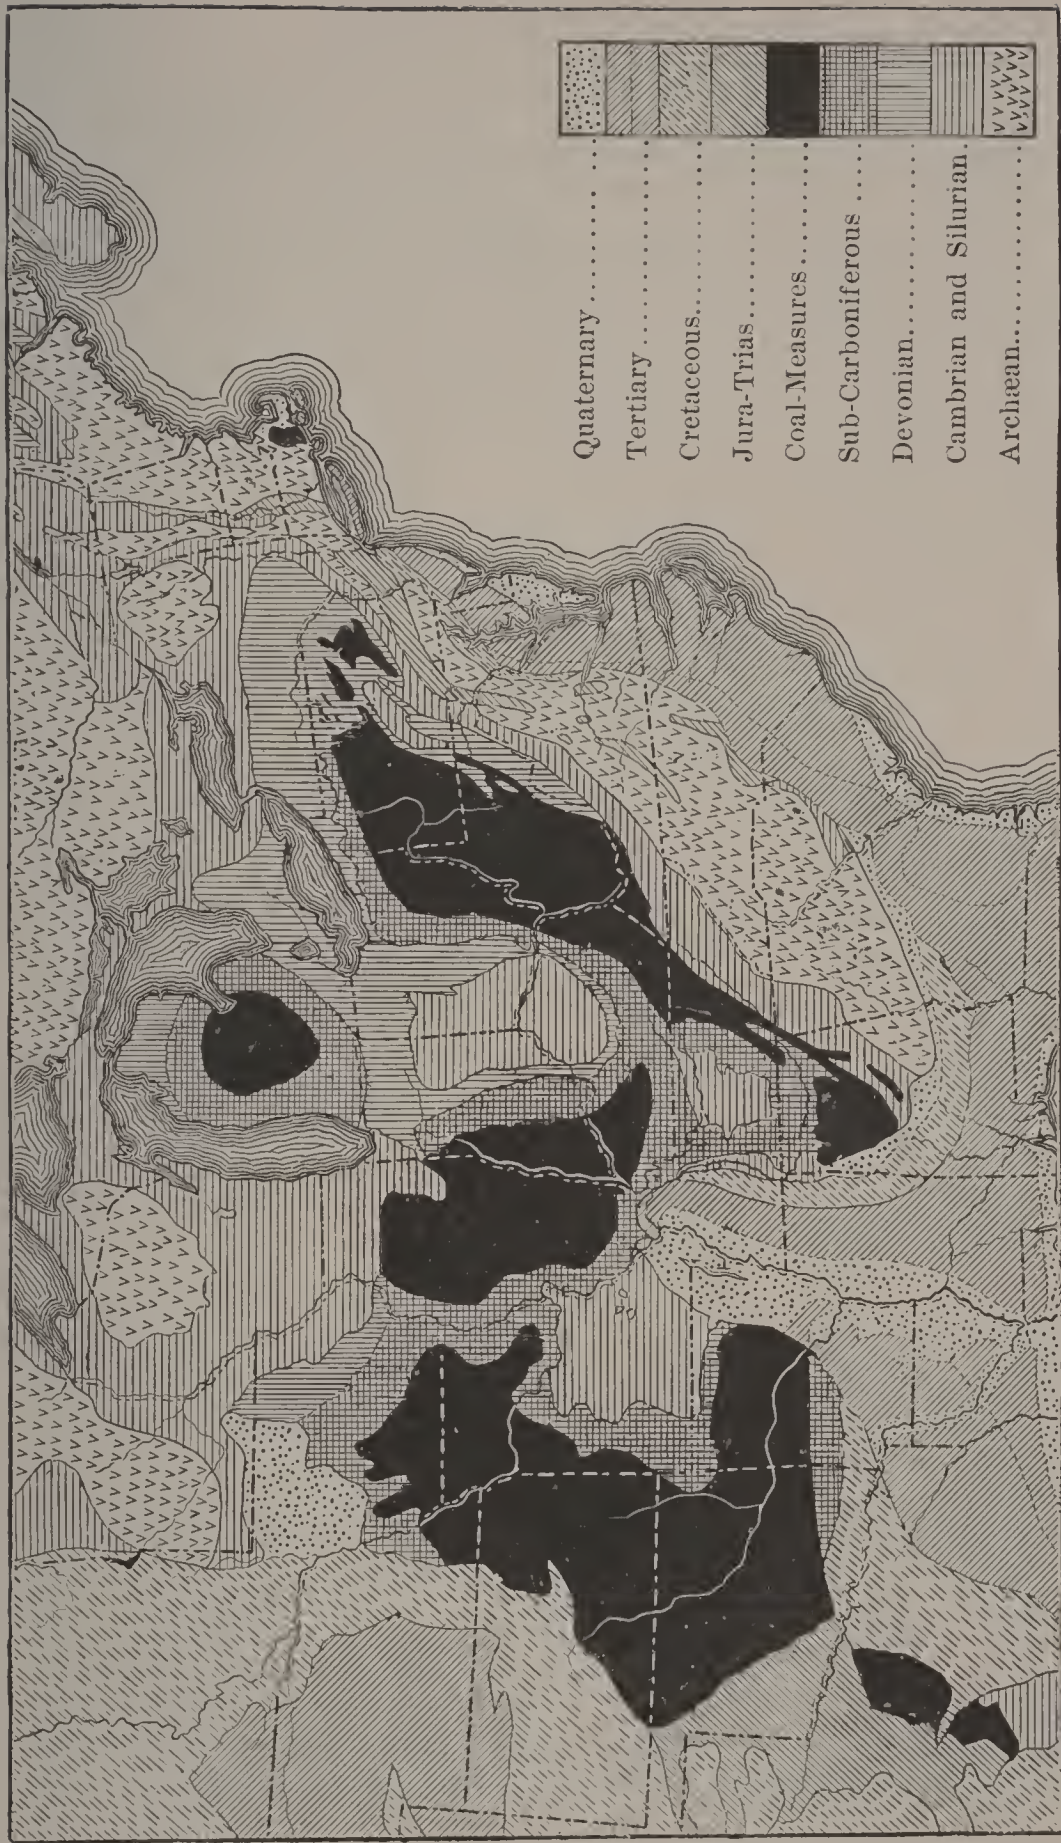 Quaternary
Tertiary
Cretaceous
Jura-Trias
Coal-Measures
Sub-Carboniferous
Devonian
Cambrian and Silurian
Archæan